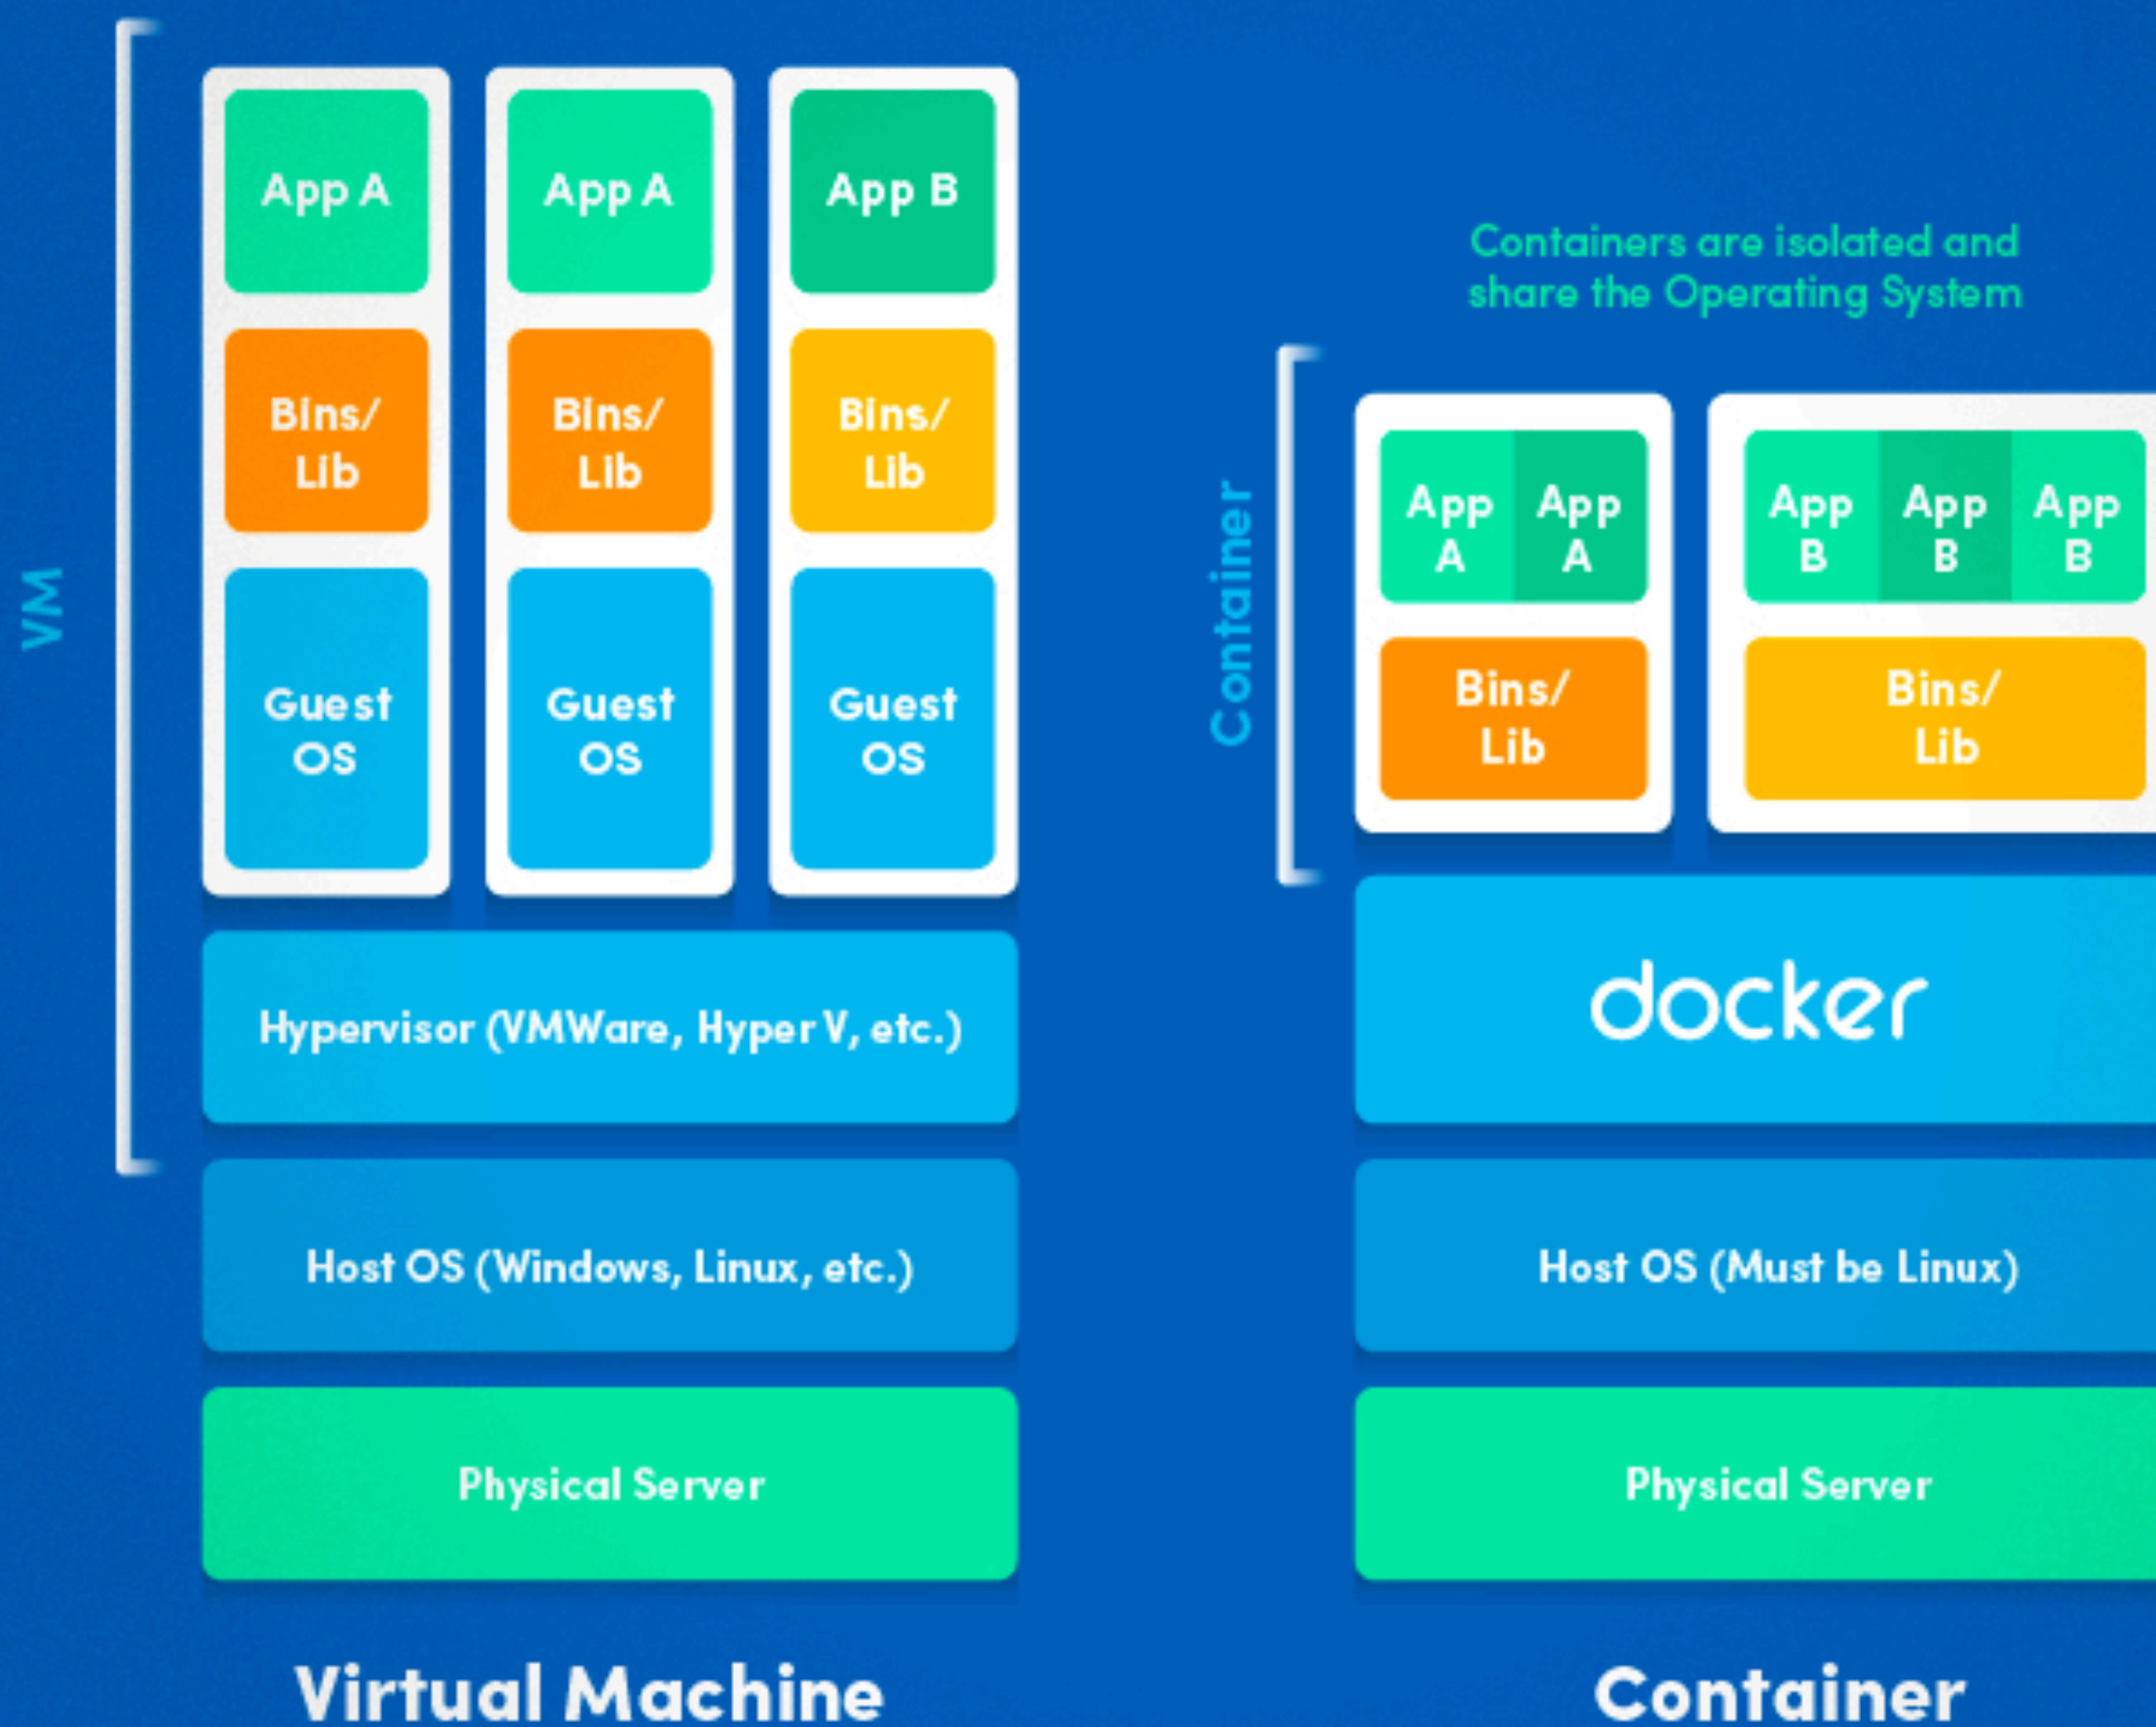 VM
App A
App A
App B
Bins/
Lib
Bins/
Lib
Bins/
Lib
Guest
OS
Guest
OS
Guest
OS
Hypervisor (VMWare, Hyper V, etc.)
Host OS (Windows, Linux, etc.)
Physical Server
Virtual Machine
Containers are isolated and
share the Operating System
Container
App
A
App
A
App
B
App
B
App
B
Bins/
Lib
Bins/
Lib
docker
Host OS (Must be Linux)
Physical Server
Container